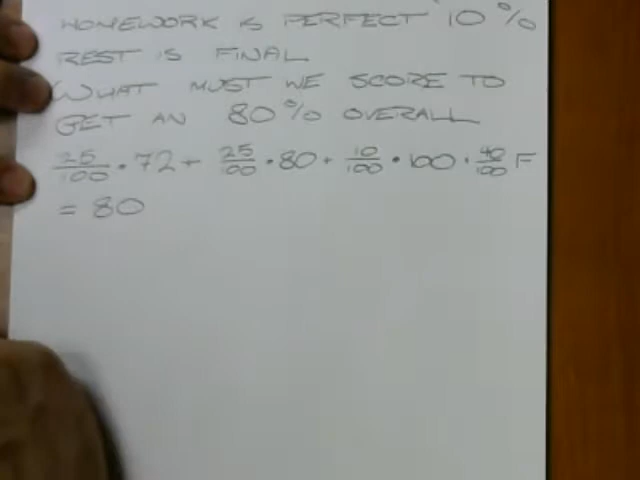 HOMEWORK IS PERFECT 10%
REST IS FINAL
WHAT MUST WE SCORE TO
GET AN 80% OVERALL
25/100 · 72 + 25/100 · 80 + 10/100 · 100 · 40/100 F
= 80